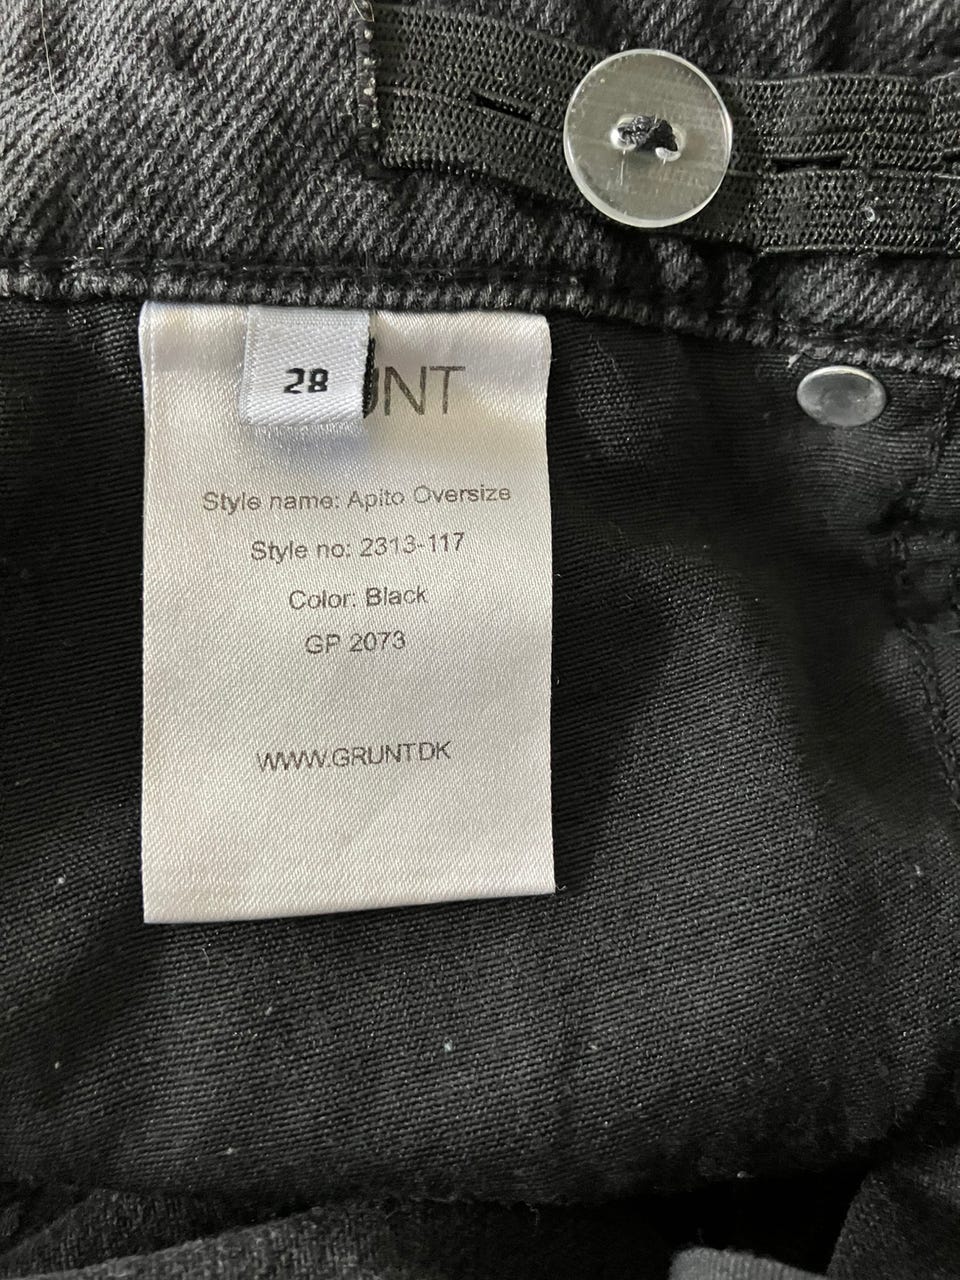 28
UNT
Style name: Apito Oversize
Style no: 2313-117
Color: Black
GP 2073
WWW.GRUNT.DK